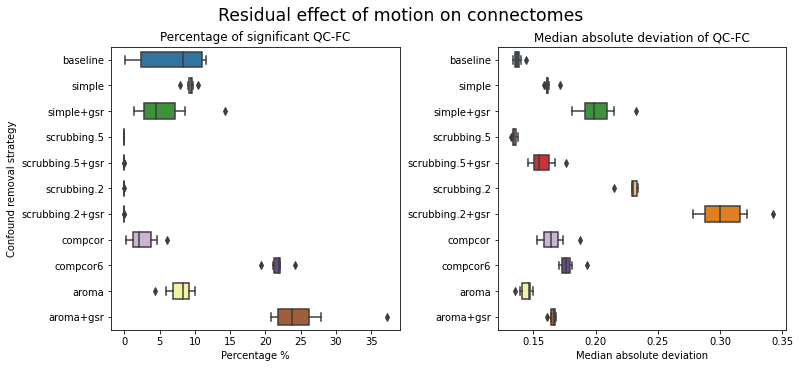 Residual effect of motion on connectomes
Percentage of significant QC-FC
Confound removal strategy
baseline
simple
simple+gsr
scrubbing.5
scrubbing.5+gsr
scrubbing.2
scrubbing.2+gsr
compcor
compcor6
aroma
aroma+gsr
0 5 10 15 20 25 30 35
Percentage %
Median absolute deviation of QC-FC
baseline
simple
simple+gsr
scrubbing.5
scrubbing.5+gsr
scrubbing.2
scrubbing.2+gsr
compcor
compcor6
aroma
aroma+gsr
0.15 0.20 0.25 0.30 0.35
Median absolute deviation